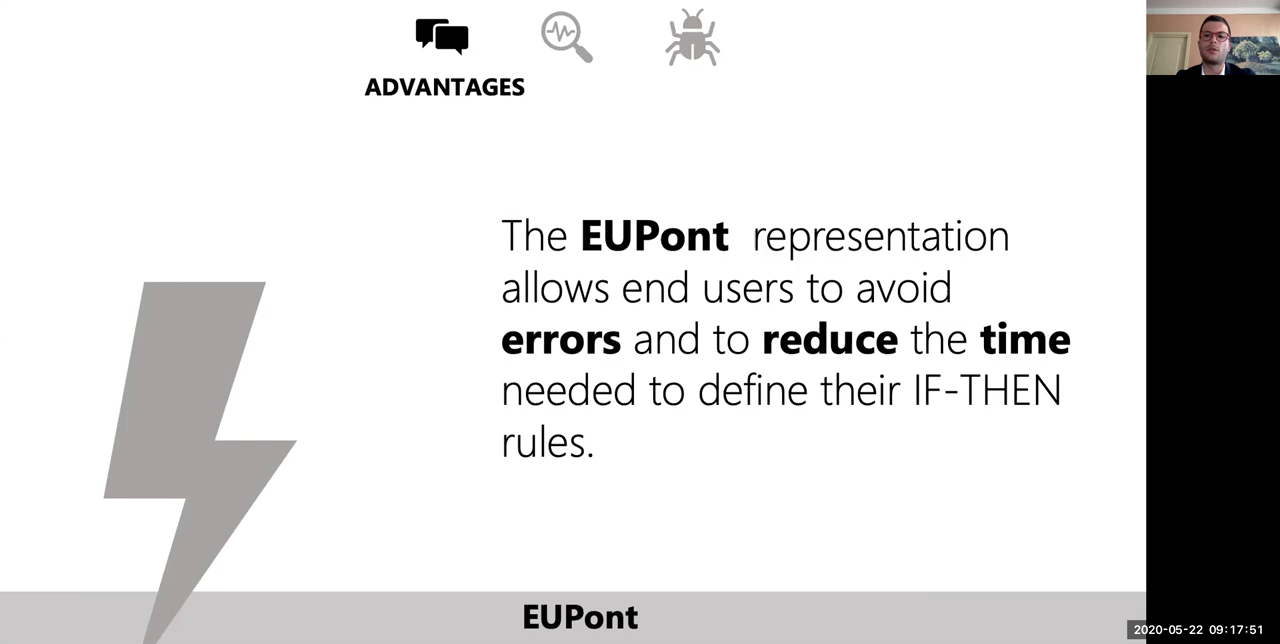 ADVANTAGES
The EUPont representation
allows end users to avoid
errors and to reduce the time
needed to define their IF-THEN
rules.
EUPont
2020-05-22 09:17:51